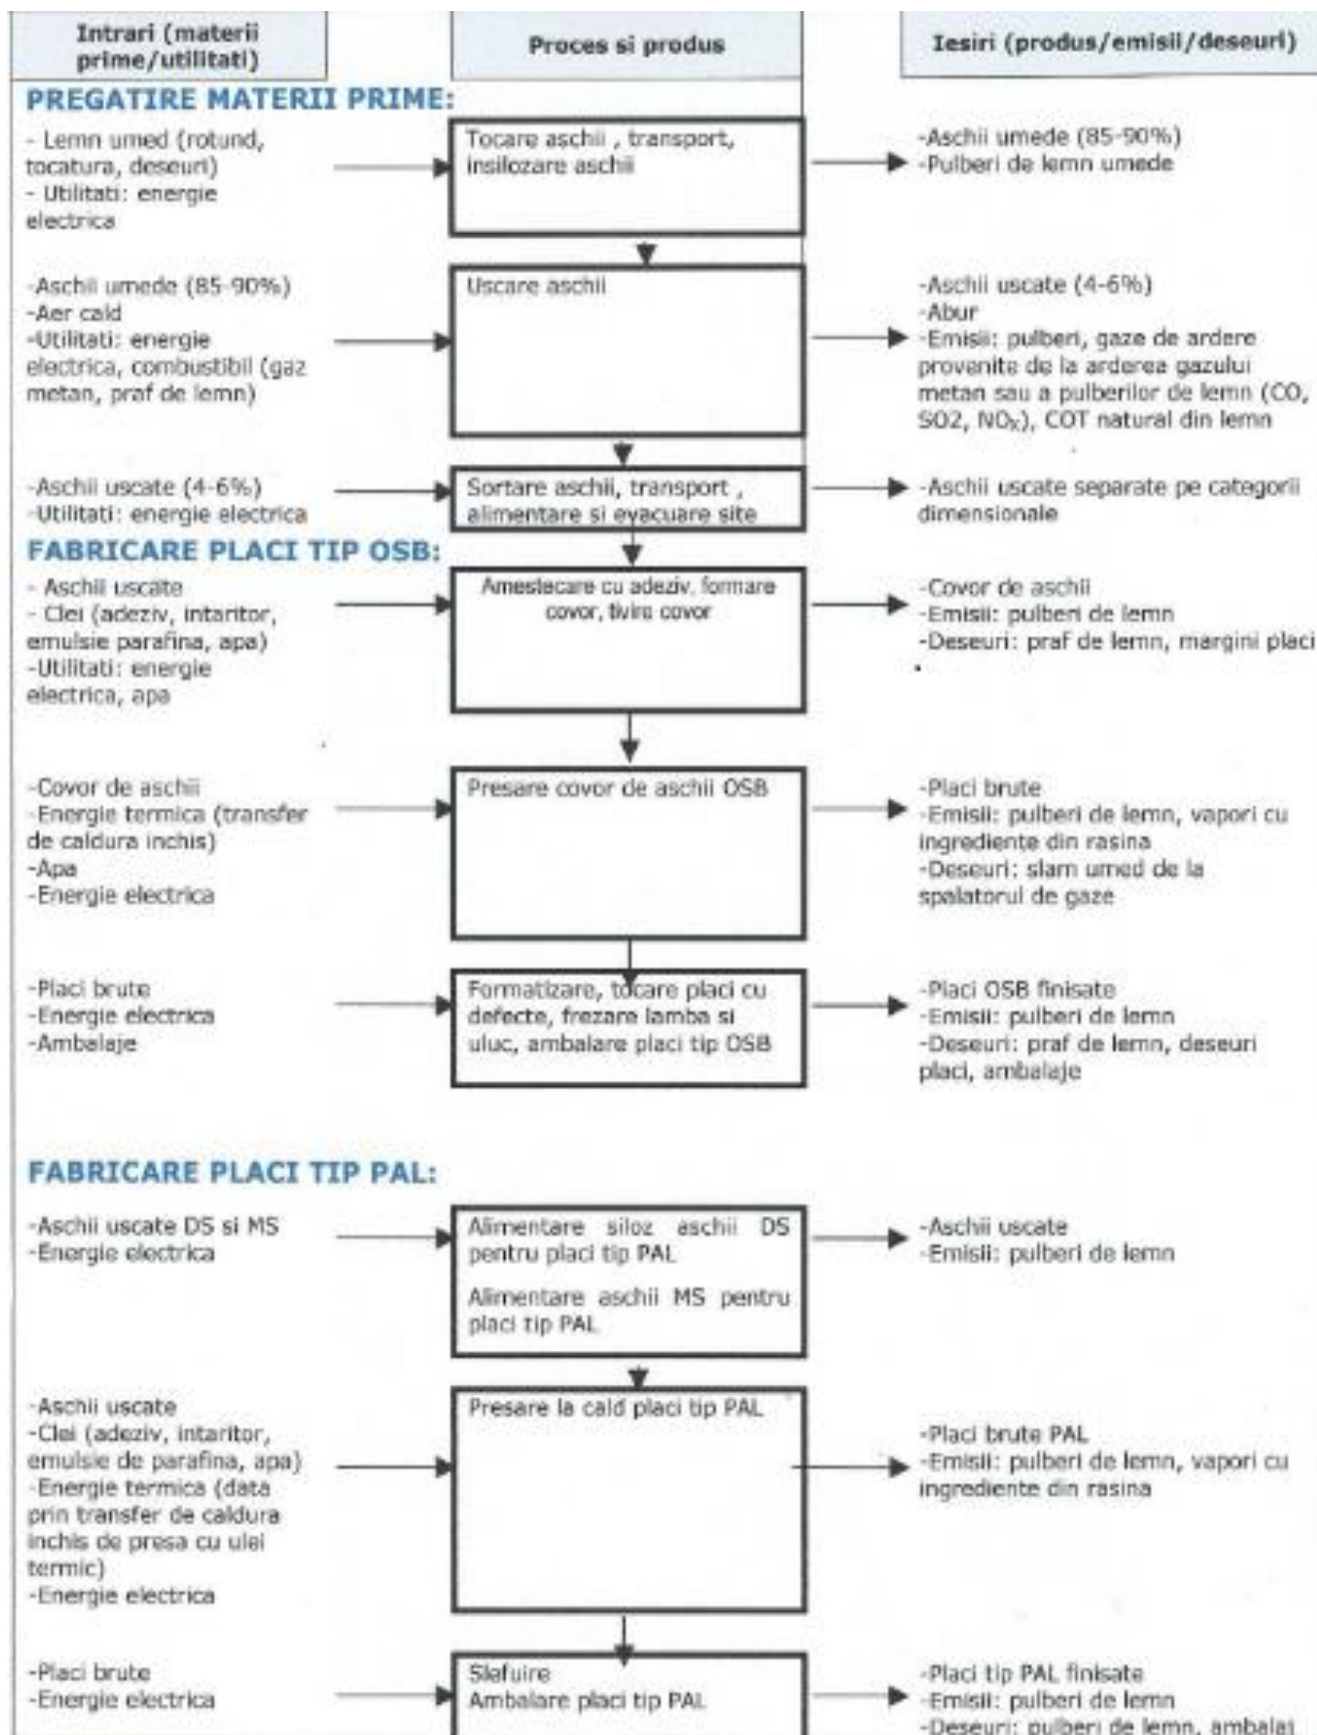 Intrari (materii
prime/utilitati)
Proces si produs
Iesiri (produs/emisii/deseuri)
PREGATIRE MATERII PRIME:
- Lemn umed (rotund,
tocatura, deseuri)
- Utilitati: energie
electrica
Tocare aschii , transport,
insilozare aschii
-Aschii umede (85-90%)
-Pulberi de lemn umede
-Aschii umede (85-90%)
-Aer cald
-Utilitati: energie
electrica, combustibil (gaz
metan, praf de lemn)
Uscare aschii
-Aschii uscate (4-6%)
-Abur
-Emisii: pulberi, gaze de ardere
provenite de la arderea gazului
metan sau a pulberilor de lemn (CO,
SO2, NOx), COT natural din lemn
-Aschii uscate (4-6%)
-Utilitati: energie electrica
Sortare aschii, transport ,
alimentare si evacuare site
-Aschii uscate separate pe categorii
dimensionale
FABRICARE PLACI TIP OSB:
- Aschii uscate
- Clei (adeziv, intaritor,
emulsie parafina, apa)
-Utilitati: energie
electrica, apa
Amestecare cu adeziv, formare
covor, tivire covor
-Covor de aschii
-Emisii: pulberi de lemn
-Deseuri: praf de lemn, margini placi
-Covor de aschii
-Energie termica (transfer
de caldura inchis)
-Apa
-Energie electrica
Presare covor de aschii OSB
-Placi brute
-Emisii: pulberi de lemn, vapori cu
ingrediente din rasina
-Deseuri: slam umed de la
spalatorul de gaze
-Placi brute
-Energie electrica
-Ambalaje
Formatizare, tocare placi cu
defecte, frezare lamba si
uluc, ambalare placi tip OSB
-Placi OSB finisate
-Emisii: pulberi de lemn
-Deseuri: praf de lemn, deseuri
placi, ambalaje
FABRICARE PLACI TIP PAL:
-Aschii uscate DS si MS
-Energie electrica
Alimentare siloz aschii DS
pentru placi tip PAL
Alimentare aschii MS pentru
placi tip PAL
-Aschii uscate
-Emisii: pulberi de lemn
-Aschii uscate
-Clei (adeziv, intaritor,
emulsie de parafina, apa)
-Energie termica (data
prin transfer de caldura
inchis de presa cu ulei
termic)
-Energie electrica
Presare la cald placi tip PAL
-Placi brute PAL
-Emisii: pulberi de lemn, vapori cu
ingrediente din rasina
-Placi brute
-Energie electrica
Slefuire
Ambalare placi tip PAL
-Placi tip PAL finisate
-Emisii: pulberi de lemn
-Deseuri: pulberi de lemn, ambalaj